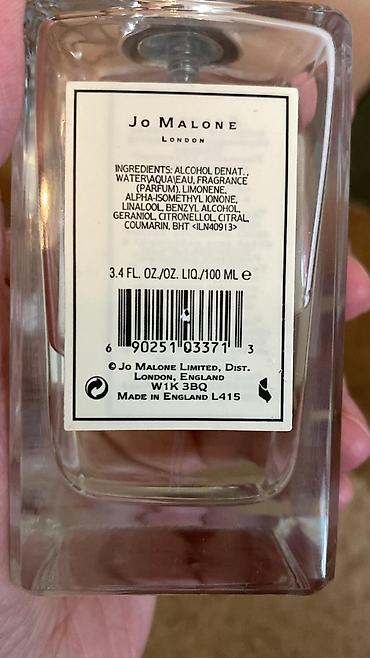 JO MALONE
LONDON
INGREDIENTS: ALCOHOL DENAT.,
WATER\AQUA\EAU, FRAGRANCE
(PARFUM), LIMONENE,
ALPHA-ISOMETHYL IONONE,
LINALOOL, BENZYL ALCOHOL,
GERANIOL, CITRONELLOL, CITRAL,
COUMARIN, BHT <ILN40913>
3.4 FL. OZ./OZ. LIQ./100 ML ℮
6 90251 03371 3
© JO MALONE LIMITED, DIST.
LONDON, ENGLAND
W1K 3BQ
MADE IN ENGLAND L415